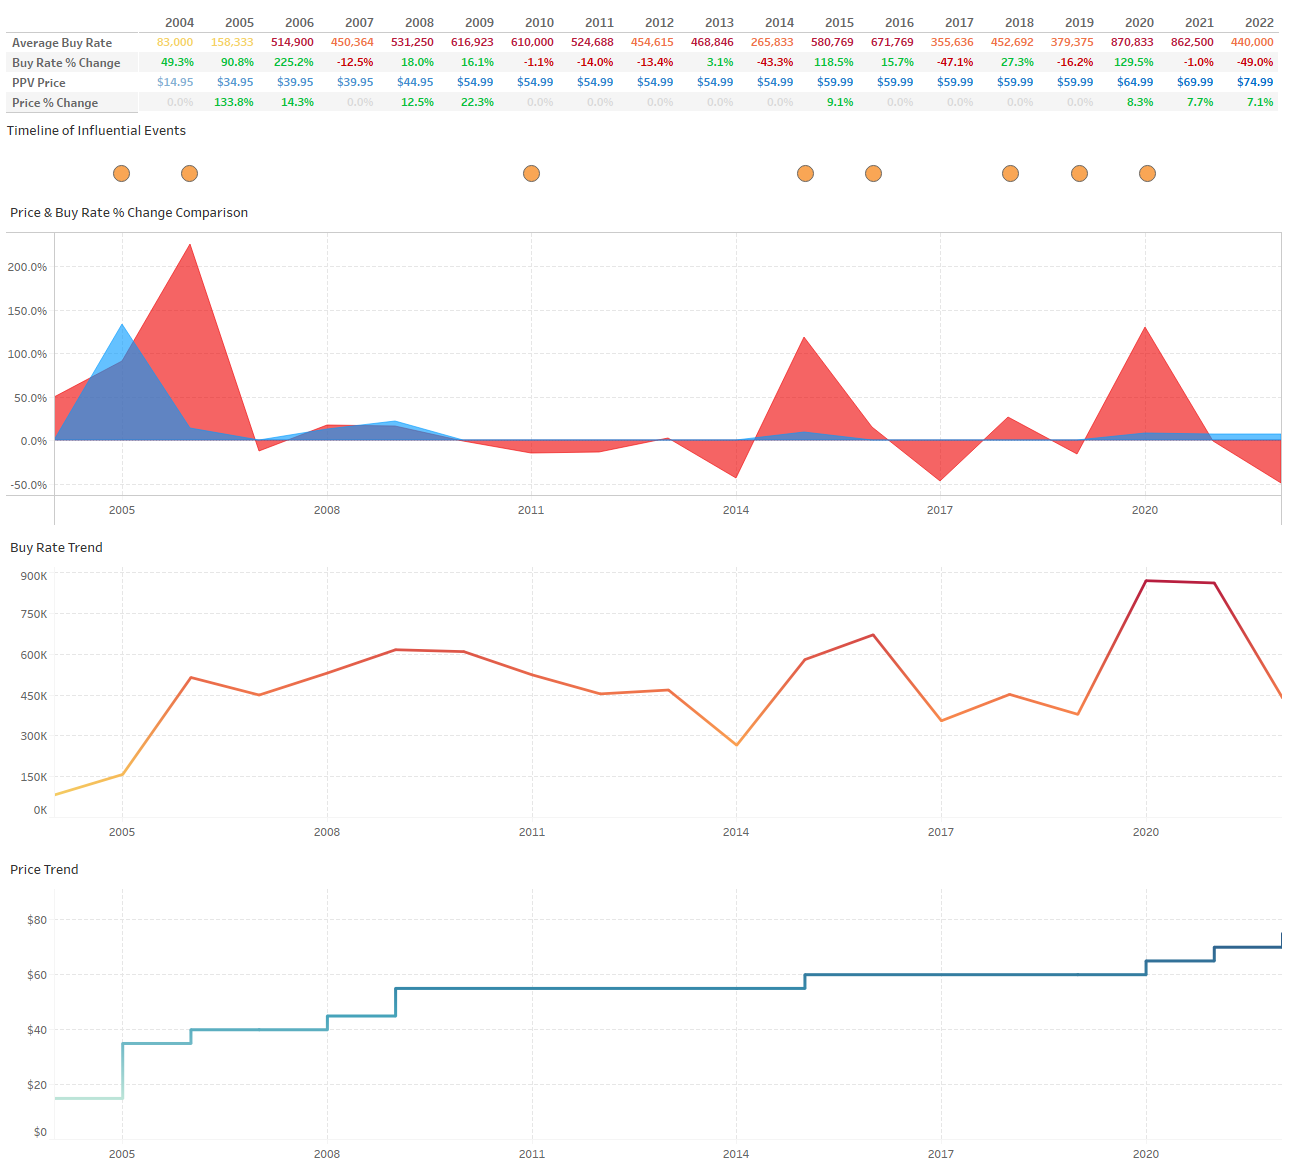 2004 2005 2006 2007 2008 2009 2010 2011 2012 2013 2014 2015 2016 2017 2018 2019 2020 2021 2022
Average Buy Rate 83,000 158,333 514,900 450,364 531,250 616,923 610,000 524,688 454,615 468,846 265,833 580,769 671,769 355,636 452,692 379,375 870,833 862,500 440,000
Buy Rate % Change 49.3% 90.8% 225.2% -12.5% 18.0% 16.1% -1.1% -14.0% -13.4% 3.1% -43.3% 118.5% 15.7% -47.1% 27.3% -16.2% 129.5% -1.0% -49.0%
PPV Price $14.95 $34.95 $39.95 $39.95 $44.95 $54.99 $54.99 $54.99 $54.99 $54.99 $54.99 $59.99 $59.99 $59.99 $59.99 $59.99 $64.99 $69.99 $74.99
Price % Change 0.0% 133.8% 14.3% 0.0% 12.5% 22.3% 0.0% 0.0% 0.0% 0.0% 0.0% 9.1% 0.0% 0.0% 0.0% 0.0% 8.3% 7.7% 7.1%
Timeline of Influential Events
Price & Buy Rate % Change Comparison
200.0%
150.0%
100.0%
50.0%
0.0%
-50.0%
2005 2008 2011 2014 2017 2020
Buy Rate Trend
900K
750K
600K
450K
300K
150K
0K
2005 2008 2011 2014 2017 2020
Price Trend
$80
$60
$40
$20
$0
2005 2008 2011 2014 2017 2020